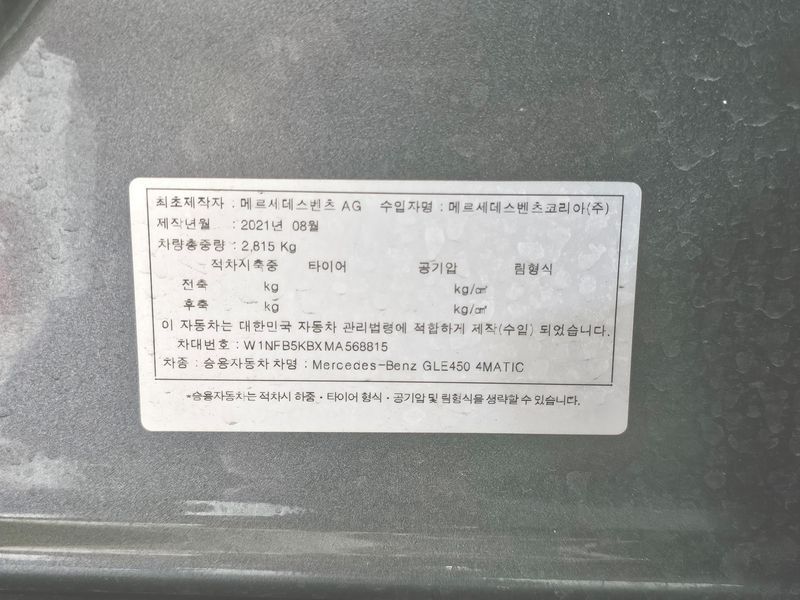 최초제작자 : 메르세데스벤츠 AG 수입자명 : 메르세데스벤츠코리아(주)
제작년월 : 2021년 08월
차량총중량 : 2,815 Kg
적차시축중 타이어 공기압 림형식
전축 kg kg/㎠
후축 kg kg/㎠
이 자동차는 대한민국 자동차 관리법령에 적합하게 제작(수입) 되었습니다.
차대번호 : W1NFB5KBXMA568815
차종 : 승용자동차 차명 : Mercedes-Benz GLE450 4MATIC
*승용자동차는 적차시 하중 · 타이어 형식 · 공기압 및 림형식을 생략할 수 있습니다.